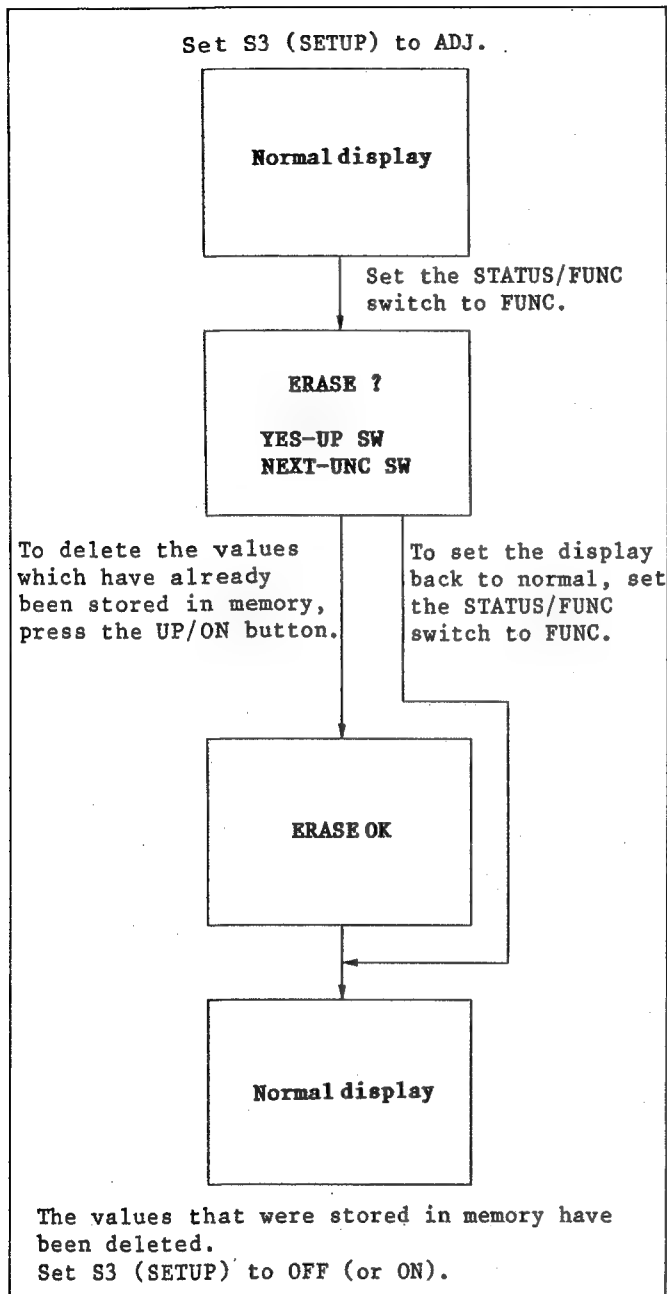 Set S3 (SETUP) to ADJ.
Normal display
Set the STATUS/FUNC
switch to FUNC.
ERASE ?
YES-UP SW
NEXT-UNC SW
To delete the values
which have already
been stored in memory,
press the UP/ON button.
To set the display
back to normal, set
the STATUS/FUNC
switch to FUNC.
ERASE OK
Normal display
The values that were stored in memory have
been deleted.
Set S3 (SETUP) to OFF (or ON).